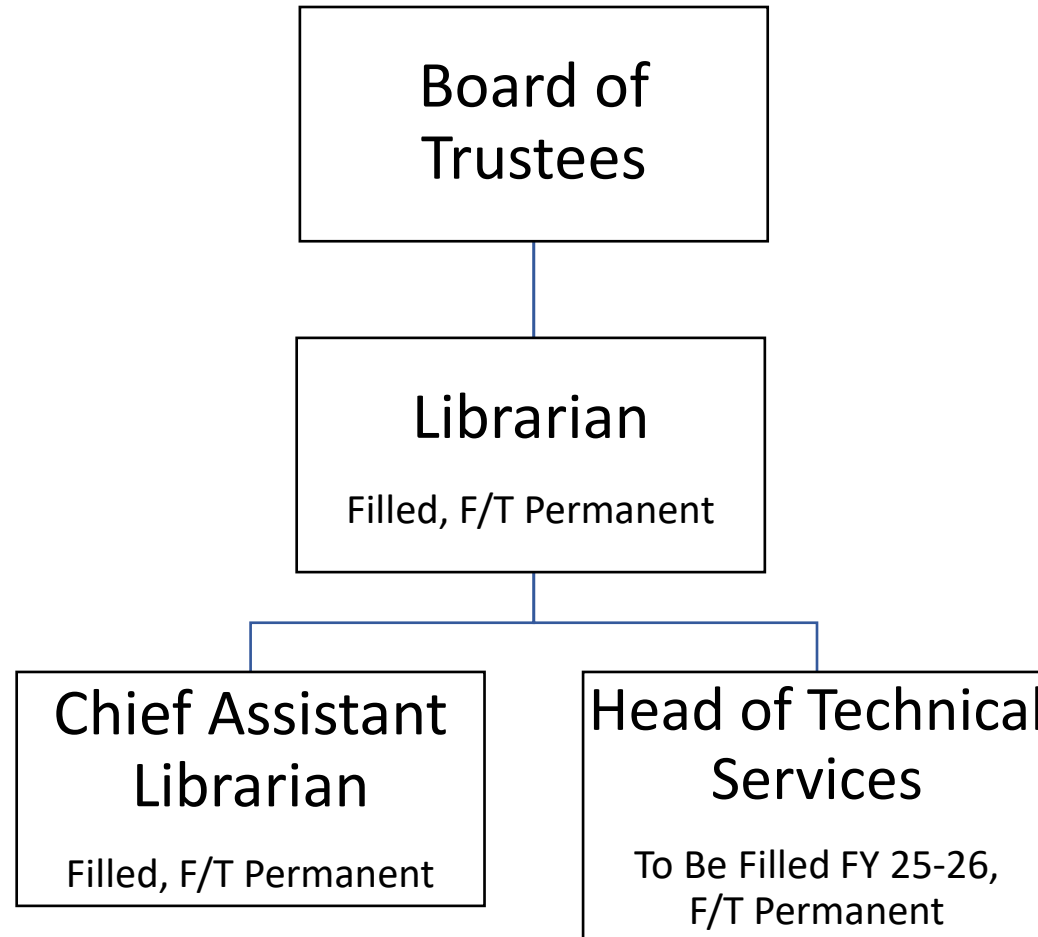 Board of
Trustees
Librarian
Filled, F/T Permanent
Chief Assistant
Librarian
Filled, F/T Permanent
Head of Technical
Services
To Be Filled FY 25-26,
F/T Permanent